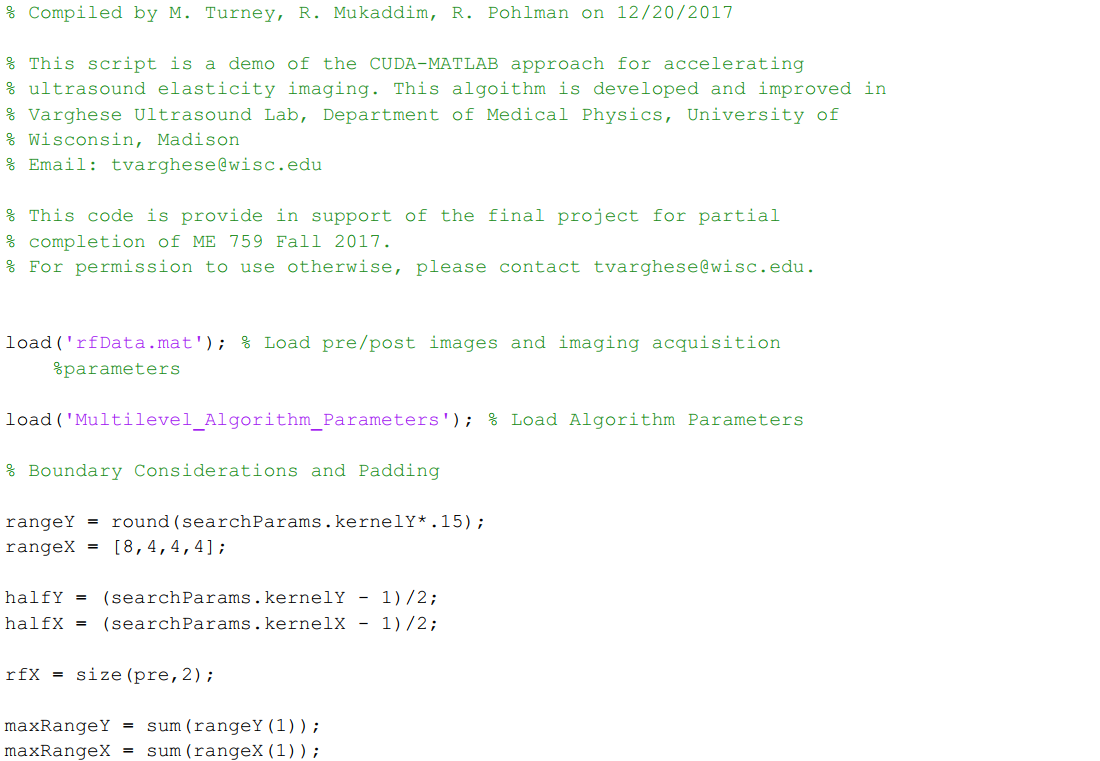 % Compiled by M. Turney, R. Mukaddim, R. Pohlman on 12/20/2017
% This script is a demo of the CUDA-MATLAB approach for accelerating
% ultrasound elasticity imaging. This algoithm is developed and improved in
% Varghese Ultrasound Lab, Department of Medical Physics, University of
% Wisconsin, Madison
% Email: tvarghese@wisc.edu
% This code is provide in support of the final project for partial
% completion of ME 759 Fall 2017.
% For permission to use otherwise, please contact tvarghese@wisc.edu.
load('rfData.mat'); % Load pre/post images and imaging acquisition
%parameters
load('Multilevel_Algorithm_Parameters'); % Load Algorithm Parameters
% Boundary Considerations and Padding
rangeY = round(searchParams.kernelY*.15);
rangeX = [8,4,4,4];
halfY = (searchParams.kernelY - 1)/2;
halfX = (searchParams.kernelX - 1)/2;
rfX = size(pre,2);
maxRangeY = sum(rangeY(1));
maxRangeX = sum(rangeX(1));